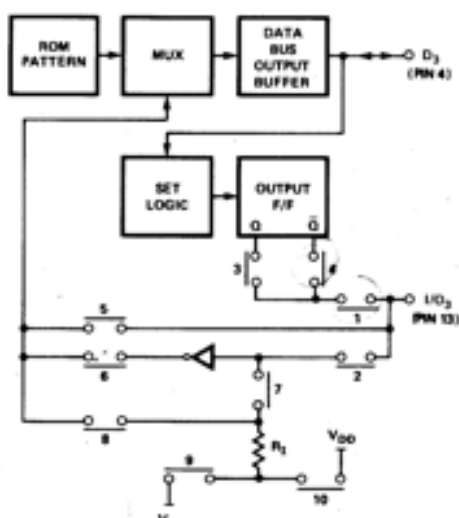 ROM
PATTERN
MUX
DATA
BUS
OUTPUT
BUFFER
D3
(PIN 4)
SET
LOGIC
OUTPUT
F/F
Q
Q̅
3
4
1
I/O3
(PIN 13)
5
6
2
7
8
RI
VDD
9
10
V